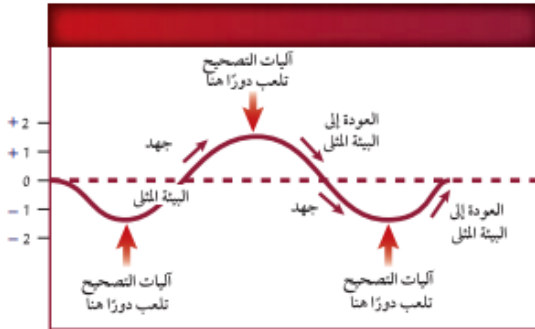 آليات التصحيح
تلعب دورًا هنا
العودة إلى
البيئة المثلى
جهد
+2
+1
0
-1
-2
البيئة المثلى
جهد
العودة إلى
البيئة المثلى
آليات التصحيح
تلعب دورًا هنا
آليات التصحيح
تلعب دورًا هنا